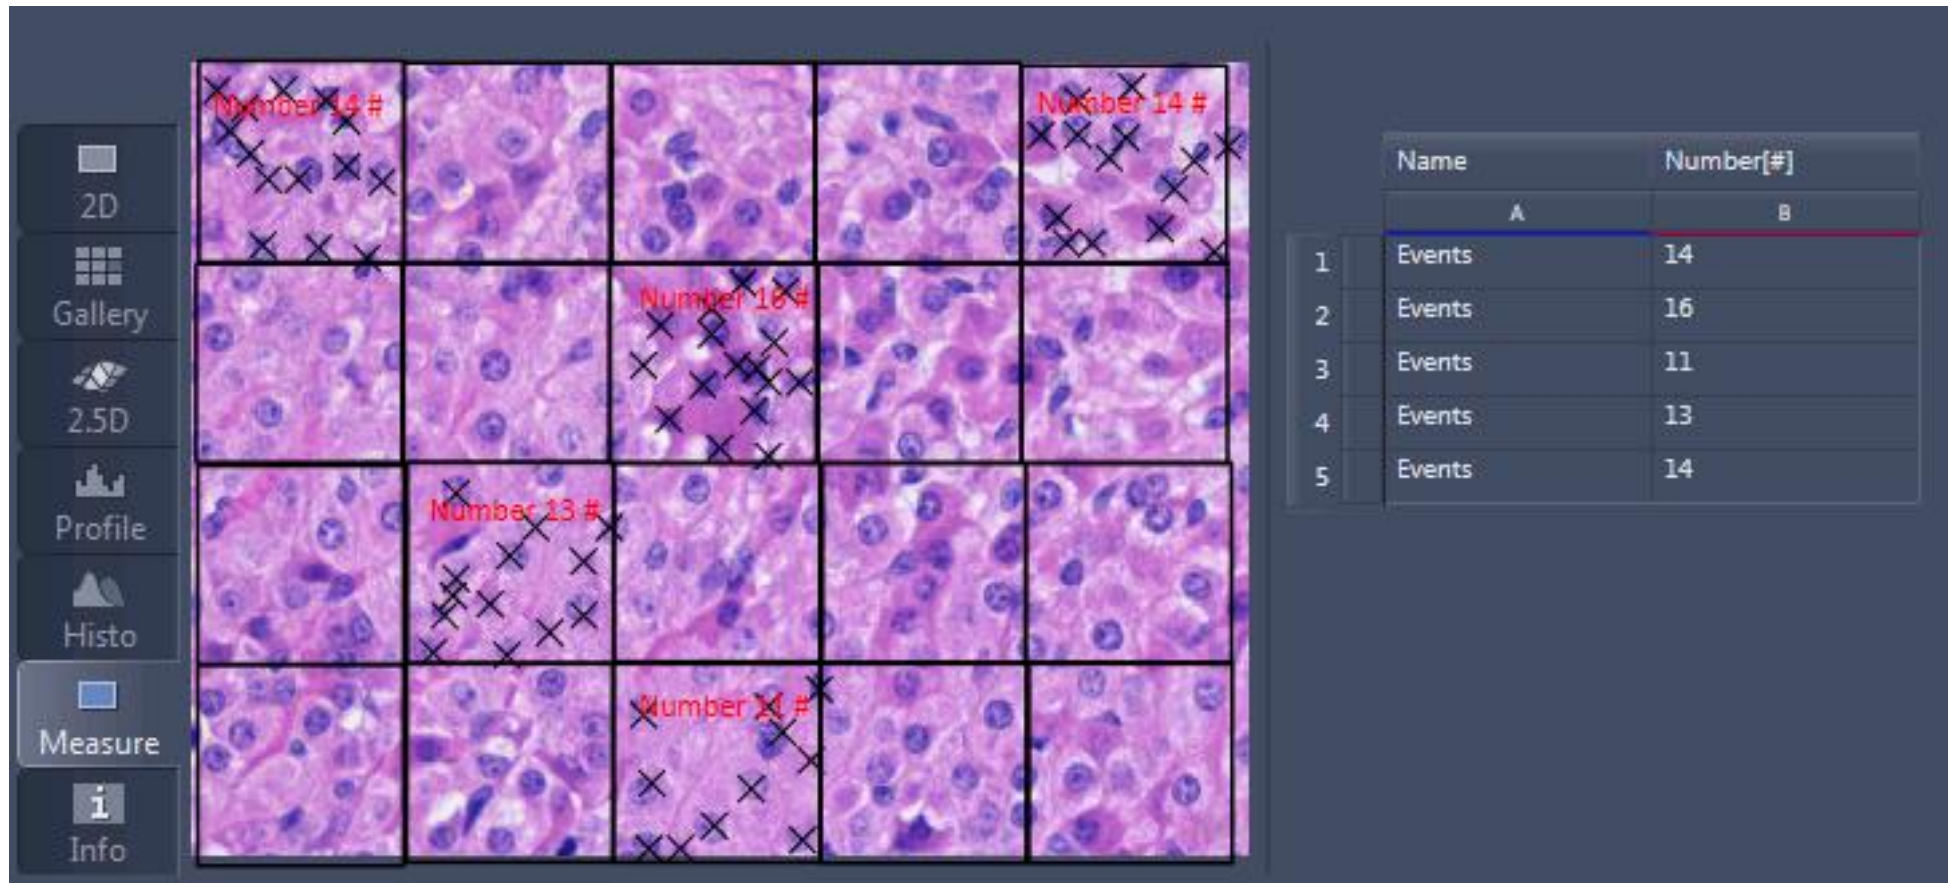 2D
Gallery
2.5D
Profile
Histo
Measure
i
Info
Number 14 #
Number 14 #
Number 16 #
Number 13 #
Number 11 #
Name Number[#]
A B
1 Events 14
2 Events 16
3 Events 11
4 Events 13
5 Events 14